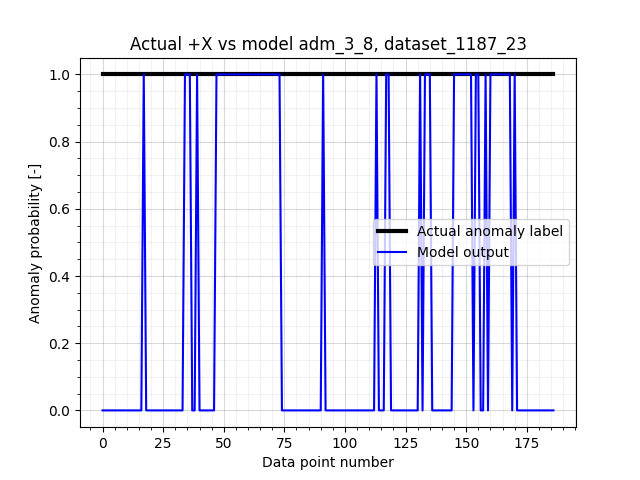 Actual +X vs model adm_3_8, dataset_1187_23
Anomaly probability [-]
1.0
0.8
0.6
0.4
0.2
0.0
Actual anomaly label
Model output
0 25 50 75 100 125 150 175
Data point number